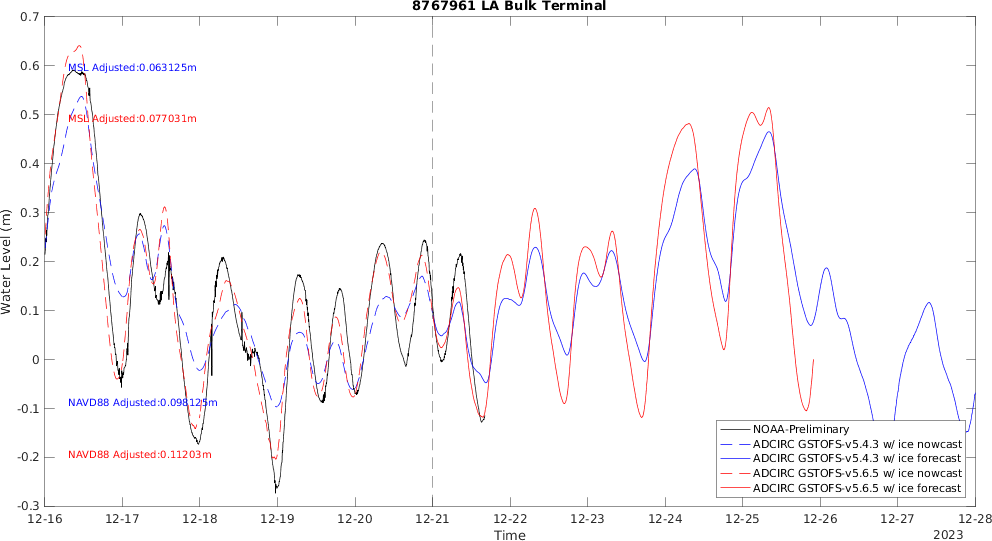 8767961 LA Bulk Terminal
0.7
0.6
0.5
0.4
0.3
0.2
0.1
0
-0.1
-0.2
-0.3
Water Level (m)
MSL Adjusted:0.063125m
MSL Adjusted:0.077031m
NAVD88 Adjusted:0.098125m
NAVD88 Adjusted:0.11203m
NOAA-Preliminary
ADCIRC GSTOFS-v5.4.3 w/ ice nowcast
ADCIRC GSTOFS-v5.4.3 w/ ice forecast
ADCIRC GSTOFS-v5.6.5 w/ ice nowcast
ADCIRC GSTOFS-v5.6.5 w/ ice forecast
12-16 12-17 12-18 12-19 12-20 12-21 12-22 12-23 12-24 12-25 12-26 12-27 12-28
Time
2023